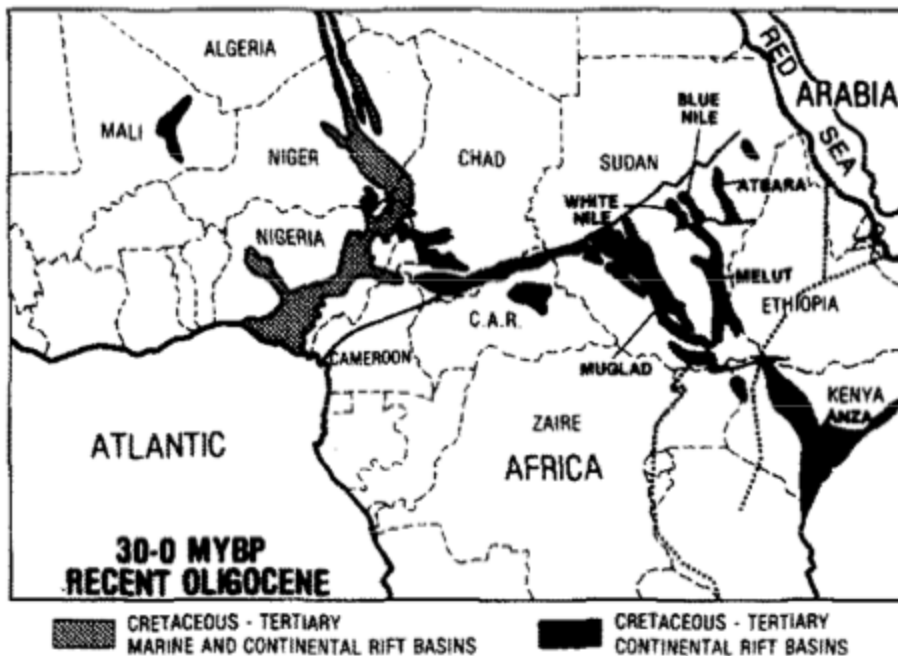 ALGERIA
RED
SEA
ARABIA
BLUE
NILE
MALI
NIGER
CHAD
SUDAN
ATBARA
WHITE
NILE
NIGERIA
MELUT
ETHIOPIA
C.A.R.
CAMEROON
MUGLAD
KENYA
ANZA
ZAIRE
ATLANTIC
AFRICA
30-0 MYBP
RECENT OLIGOCENE
CRETACEOUS - TERTIARY
MARINE AND CONTINENTAL RIFT BASINS
CRETACEOUS - TERTIARY
CONTINENTAL RIFT BASINS